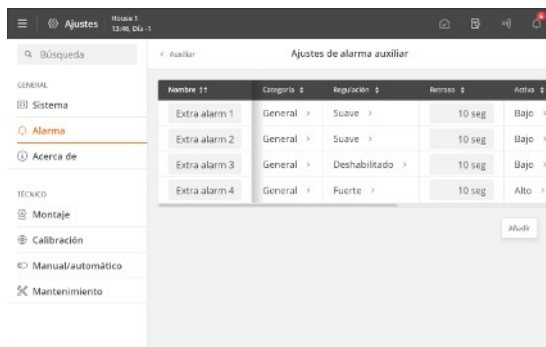 Ajustes
House 1
12:46, Día -1
Búsqueda
GENERAL
Sistema
Alarma
Acerca de
TÉCNICO
Montaje
Calibración
Manual/automático
Mantenimiento
Auxiliar
Ajustes de alarma auxiliar
Nombre Categoría Regulación Retraso Activa
Extra alarm 1 General Suave 10 seg Bajo
Extra alarm 2 General Suave 10 seg Bajo
Extra alarm 3 General Deshabilitado 10 seg Bajo
Extra alarm 4 General Fuerte 10 seg Alto
Añadir